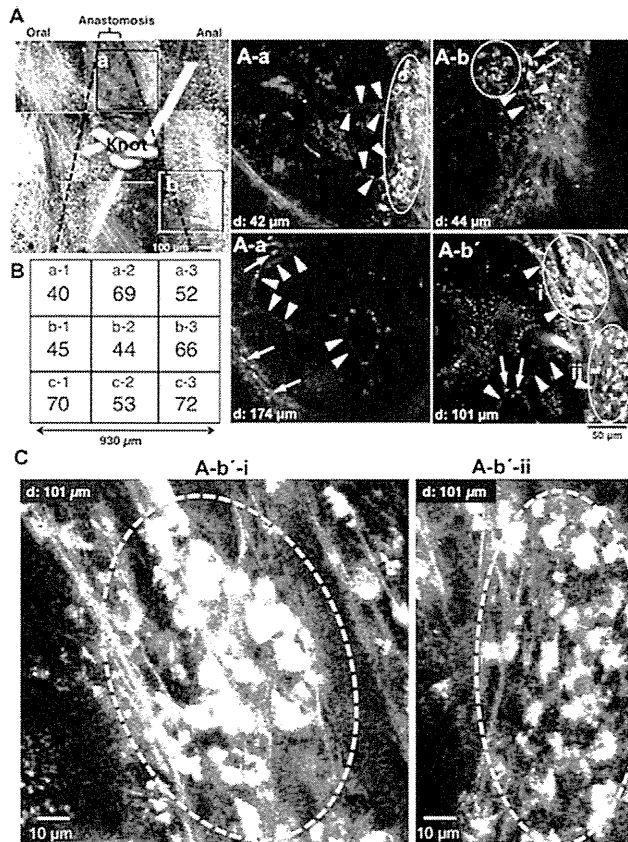 A
Anastomosis
Oral
Anal
a
Knot
b
100 µm
A-a
d: 42 µm
A-b
d: 44 µm
A-a´
d: 174 µm
A-b´
i
ii
d: 101 µm
50 µm
B
a-1 a-2 a-3
40 69 52
b-1 b-2 b-3
45 44 66
c-1 c-2 c-3
70 53 72
930 µm
C
A-b´-i
d: 101 µm
10 µm
A-b´-ii
d: 101 µm
10 µm